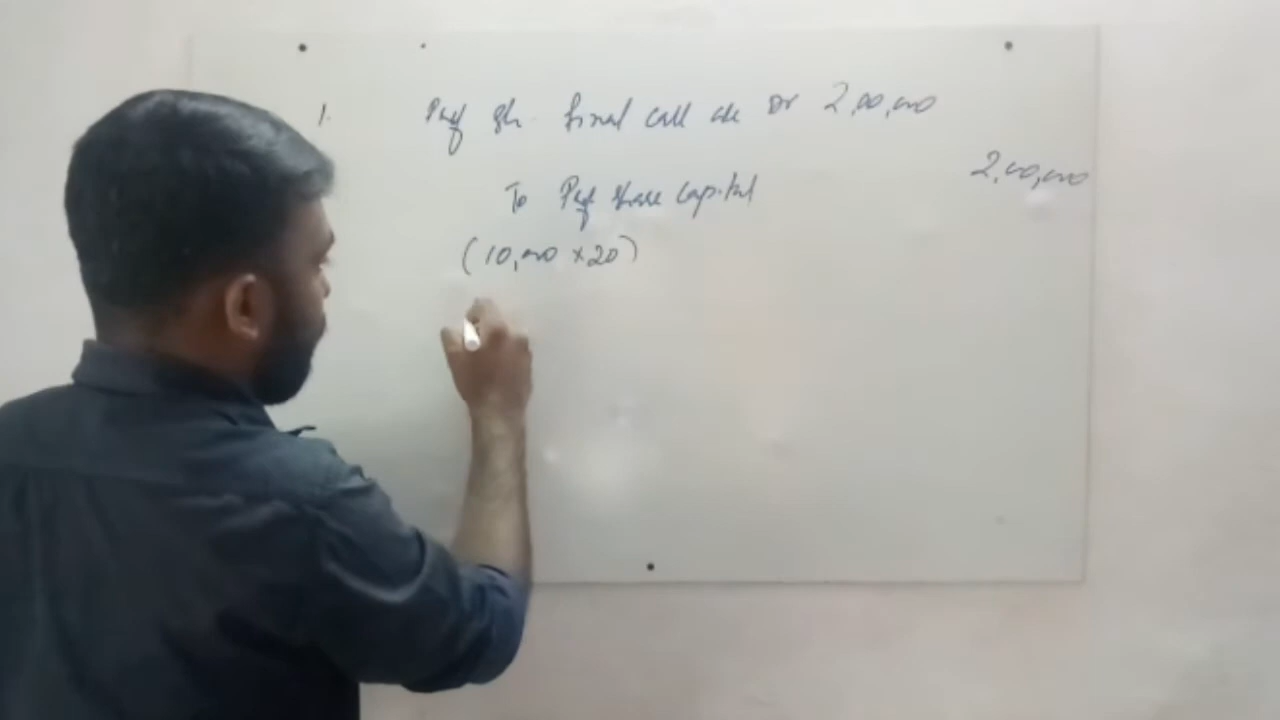 1. Pref Sh. final call a/c Dr 2,00,000
2,00,000
To Pref share capital
(10,000 x 20)